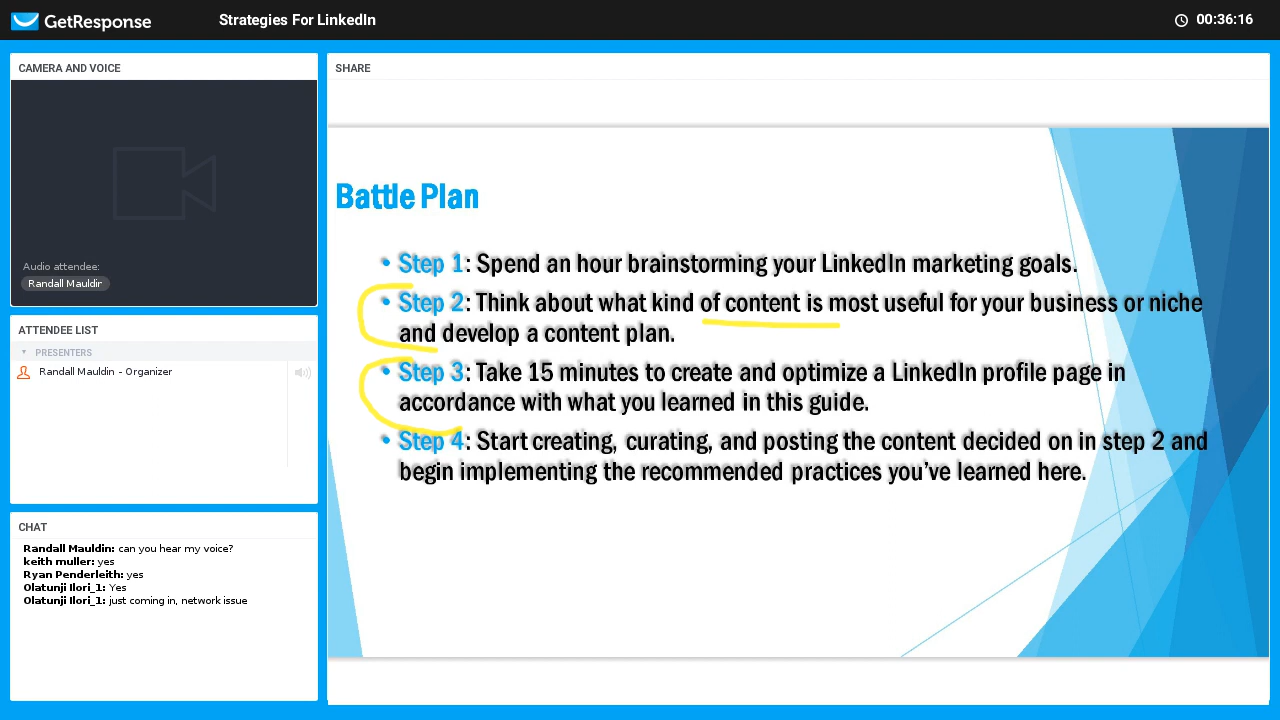 GetResponse
Strategies For LinkedIn
00:36:16
CAMERA AND VOICE
Audio attendee:
Randall Mauldin
ATTENDEE LIST
PRESENTERS
Randall Mauldin - Organizer
CHAT
Randall Mauldin: can you hear my voice?
keith muller: yes
Ryan Penderleith: yes
Olatunji Ilori_1: Yes
Olatunji Ilori_1: just coming in, network issue
SHARE
Battle Plan
• Step 1: Spend an hour brainstorming your LinkedIn marketing goals.
• Step 2: Think about what kind of content is most useful for your business or niche
and develop a content plan.
• Step 3: Take 15 minutes to create and optimize a LinkedIn profile page in
accordance with what you learned in this guide.
• Step 4: Start creating, curating, and posting the content decided on in step 2 and
begin implementing the recommended practices you've learned here.